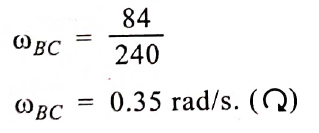 ω_BC = 84/240
ω_BC = 0.35 rad/s. (↻)